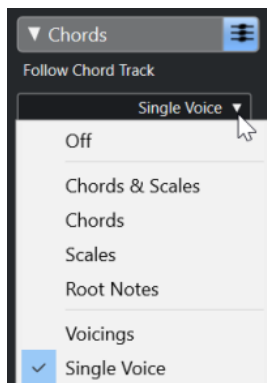 Chords
Follow Chord Track
Single Voice
Off
Chords & Scales
Chords
Scales
Root Notes
Voicings
Single Voice